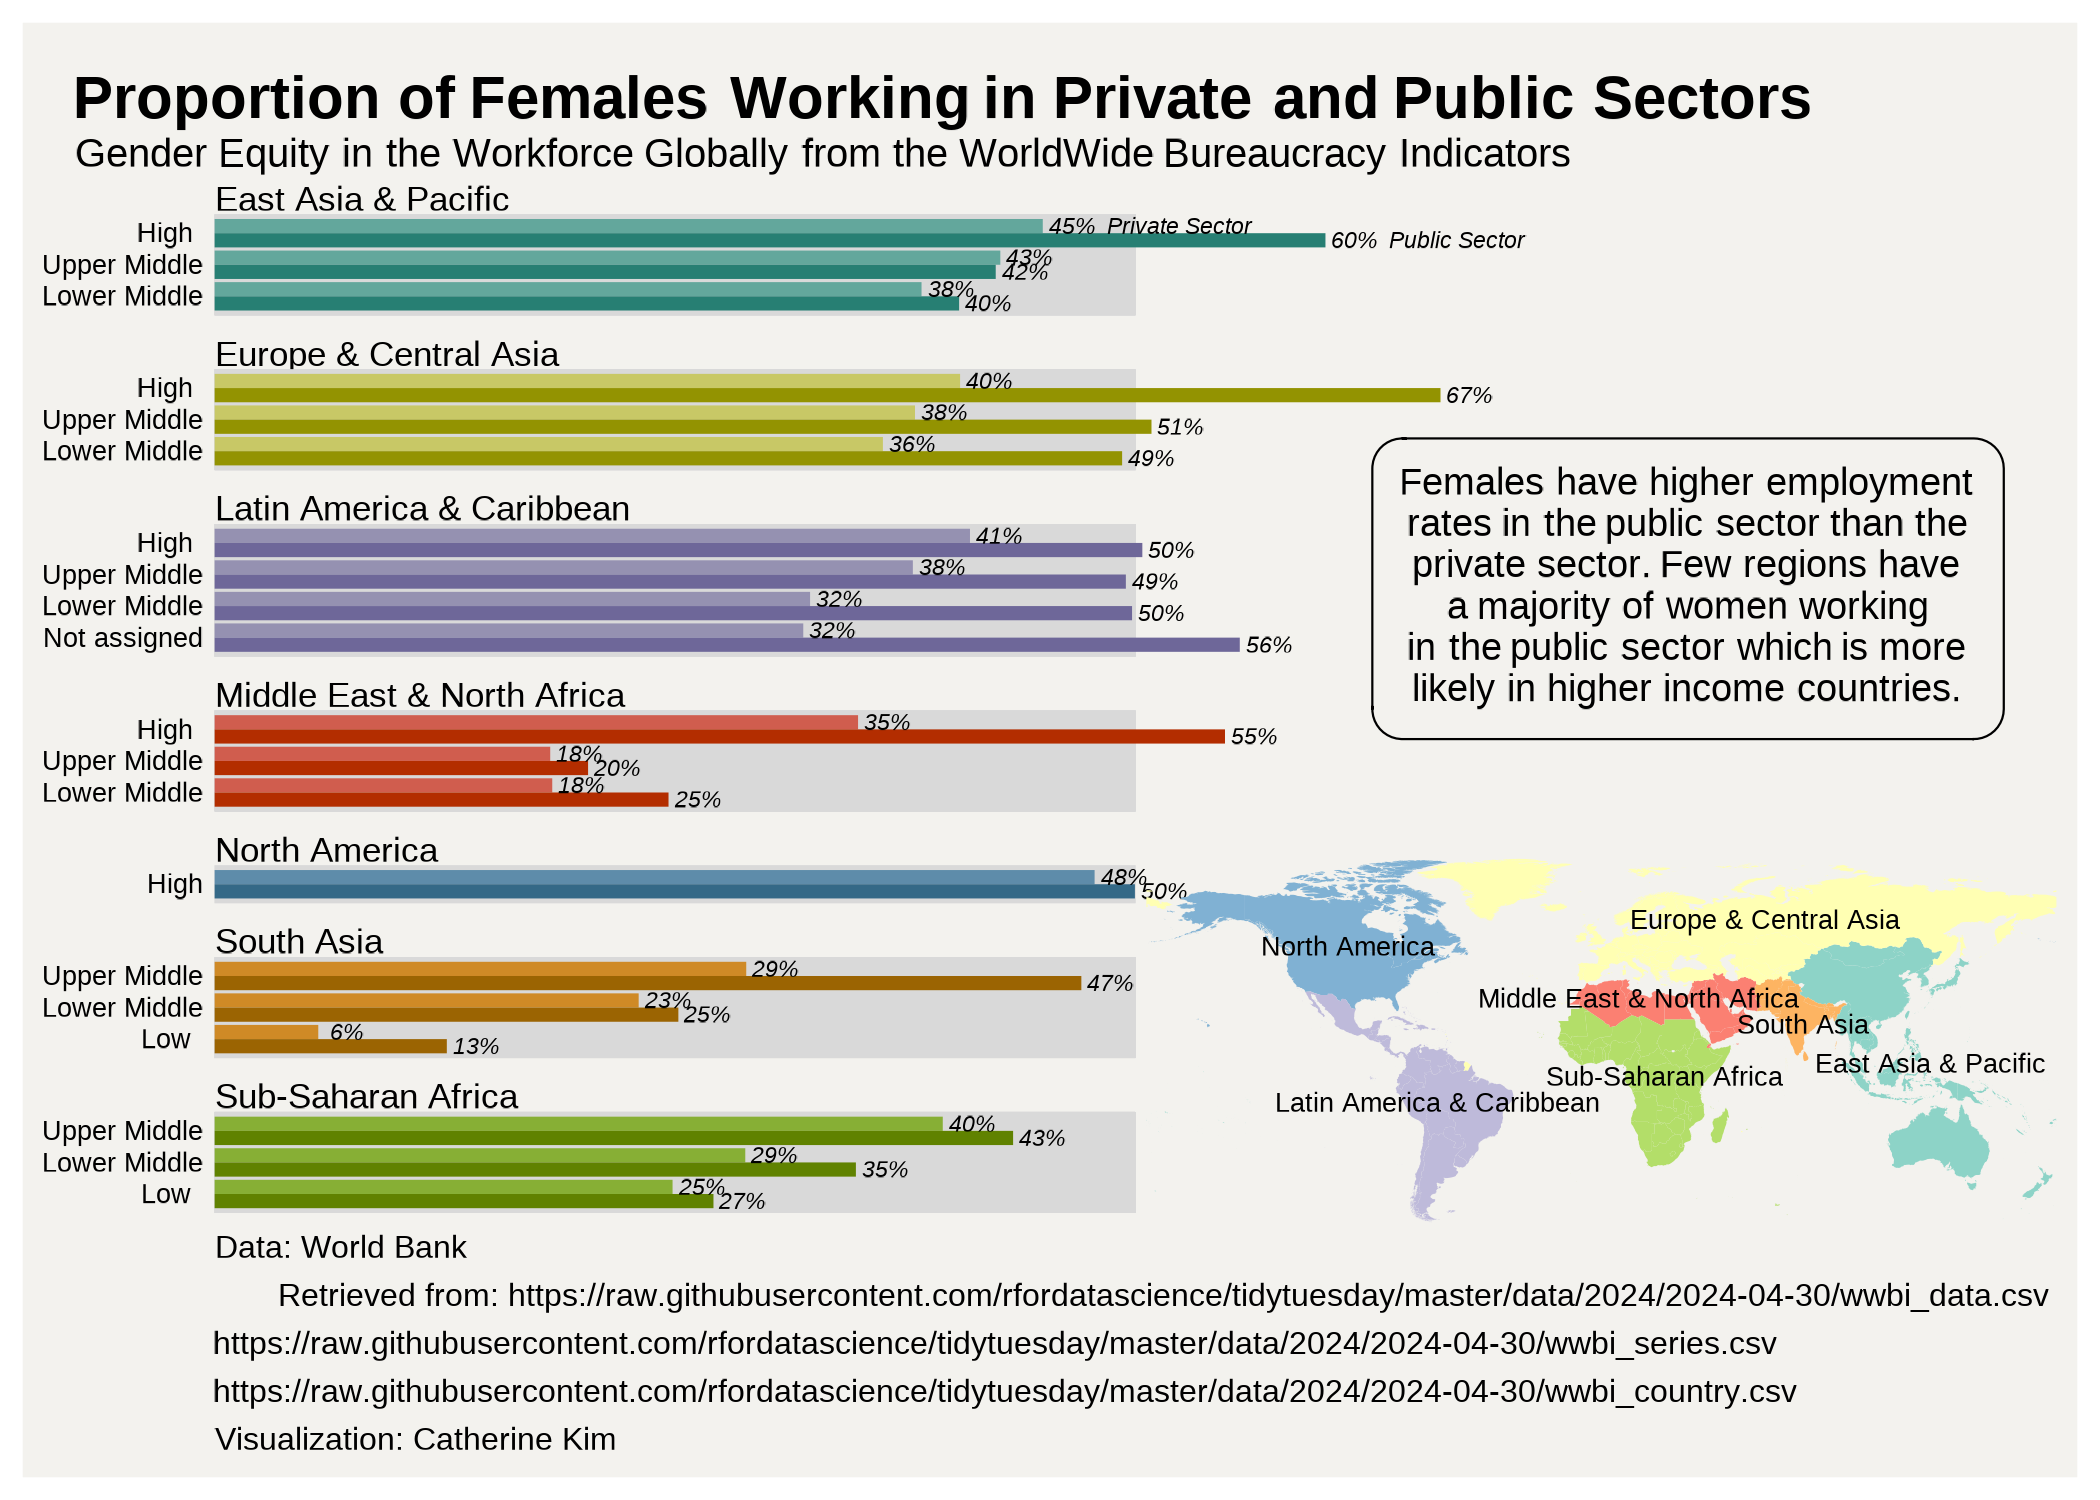 Proportion of Females Working in Private and Public Sectors
Gender Equity in the Workforce Globally from the WorldWide Bureaucracy Indicators
East Asia & Pacific
High 45% Private Sector
60% Public Sector
Upper Middle 43%
42%
Lower Middle 38%
40%
Europe & Central Asia
High 40%
67%
Upper Middle 38%
51%
Lower Middle 36%
49%
Latin America & Caribbean
High 41%
50%
Upper Middle 38%
49%
Lower Middle 32%
50%
Not assigned 32%
56%
Middle East & North Africa
High 35%
55%
Upper Middle 18%
20%
Lower Middle 18%
25%
North America
High 48%
50%
South Asia
Upper Middle 29%
47%
Lower Middle 23%
25%
Low 6%
13%
Sub-Saharan Africa
Upper Middle 40%
43%
Lower Middle 29%
35%
Low 25%
27%
Females have higher employment
rates in the public sector than the
private sector. Few regions have
a majority of women working
in the public sector which is more
likely in higher income countries.
Europe & Central Asia
North America
Middle East & North Africa
South Asia
East Asia & Pacific
Sub-Saharan Africa
Latin America & Caribbean
Data: World Bank
Retrieved from: https://raw.githubusercontent.com/rfordatascience/tidytuesday/master/data/2024/2024-04-30/wwbi_data.csv
https://raw.githubusercontent.com/rfordatascience/tidytuesday/master/data/2024/2024-04-30/wwbi_series.csv
https://raw.githubusercontent.com/rfordatascience/tidytuesday/master/data/2024/2024-04-30/wwbi_country.csv
Visualization: Catherine Kim